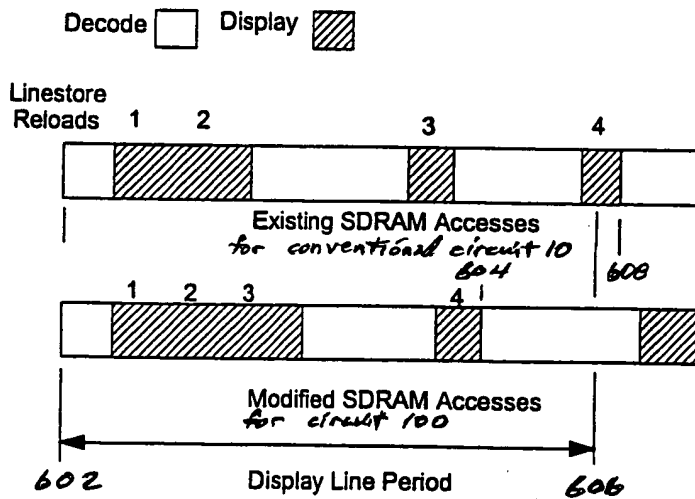 Decode Display
Linestore
Reloads 1 2 3 4
Existing SDRAM Accesses
for conventional circuit 10
604 608
1 2 3 4
Modified SDRAM Accesses
for circuit 100
602 Display Line Period 606